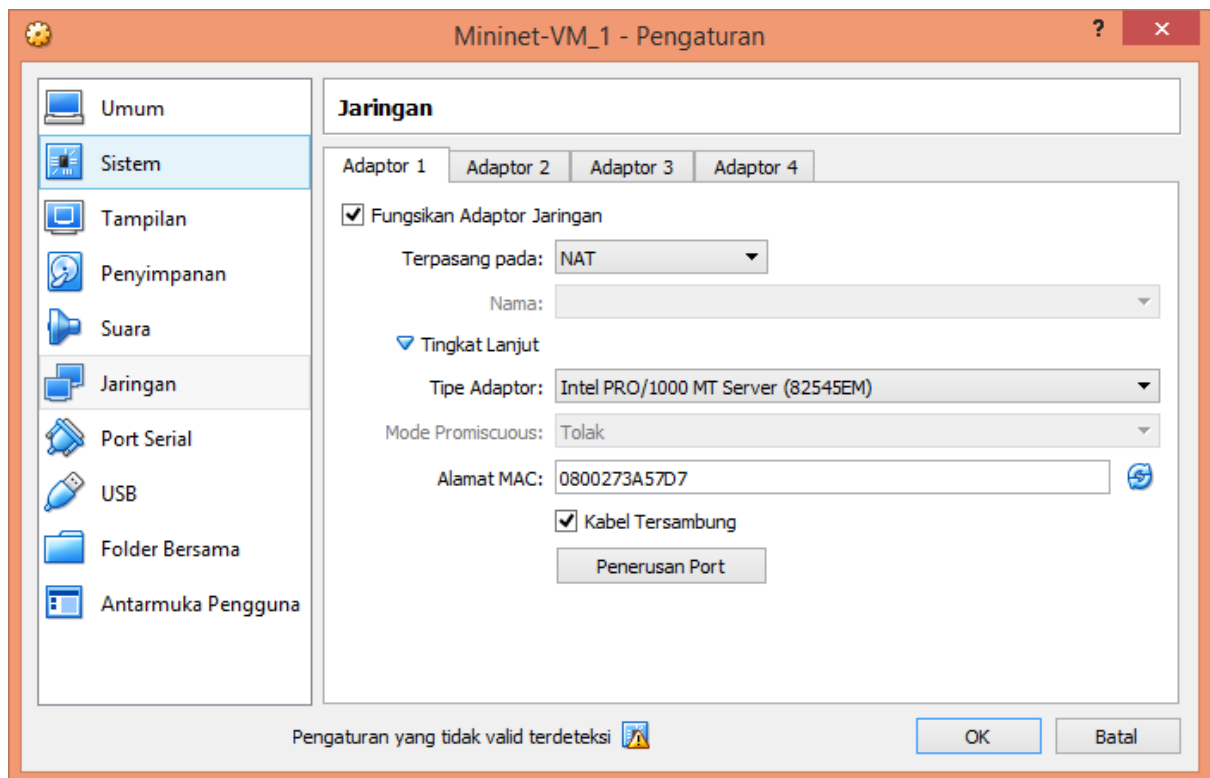 Mininet-VM_1 - Pengaturan
?
Umum
Sistem
Tampilan
Penyimpanan
Suara
Jaringan
Port Serial
USB
Folder Bersama
Antarmuka Pengguna
Jaringan
Adaptor 1 Adaptor 2 Adaptor 3 Adaptor 4
Fungsikan Adaptor Jaringan
Terpasang pada: NAT
Nama:
Tingkat Lanjut
Tipe Adaptor: Intel PRO/1000 MT Server (82545EM)
Mode Promiscuous: Tolak
Alamat MAC: 0800273A57D7
Kabel Tersambung
Penerusan Port
Pengaturan yang tidak valid terdeteksi
OK Batal